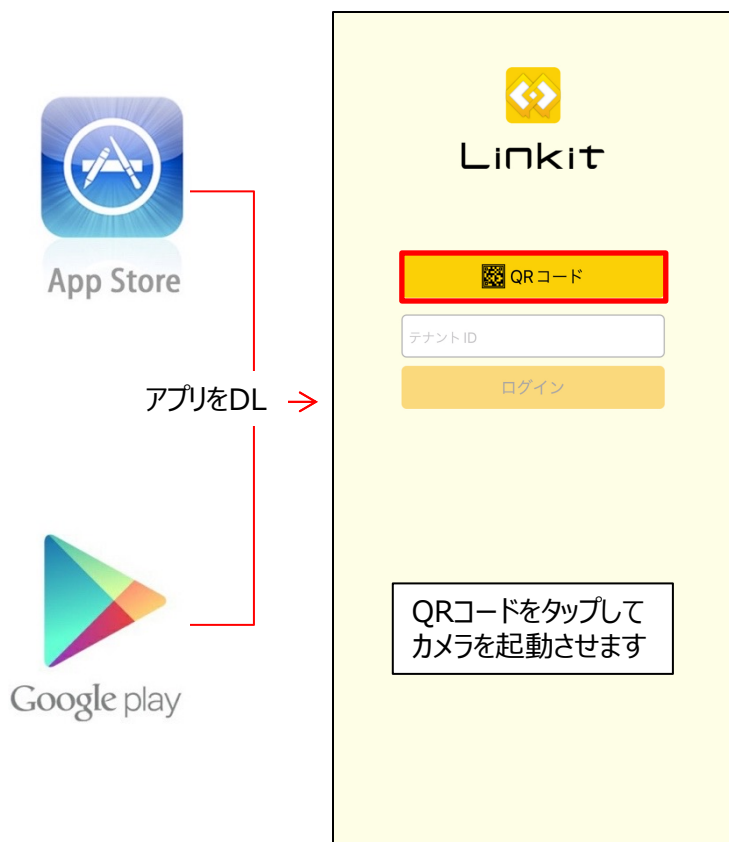 App Store
アプリをDL
Google play
Linkit
QRコード
テナントID
ログイン
QRコードをタップして
カメラを起動させます